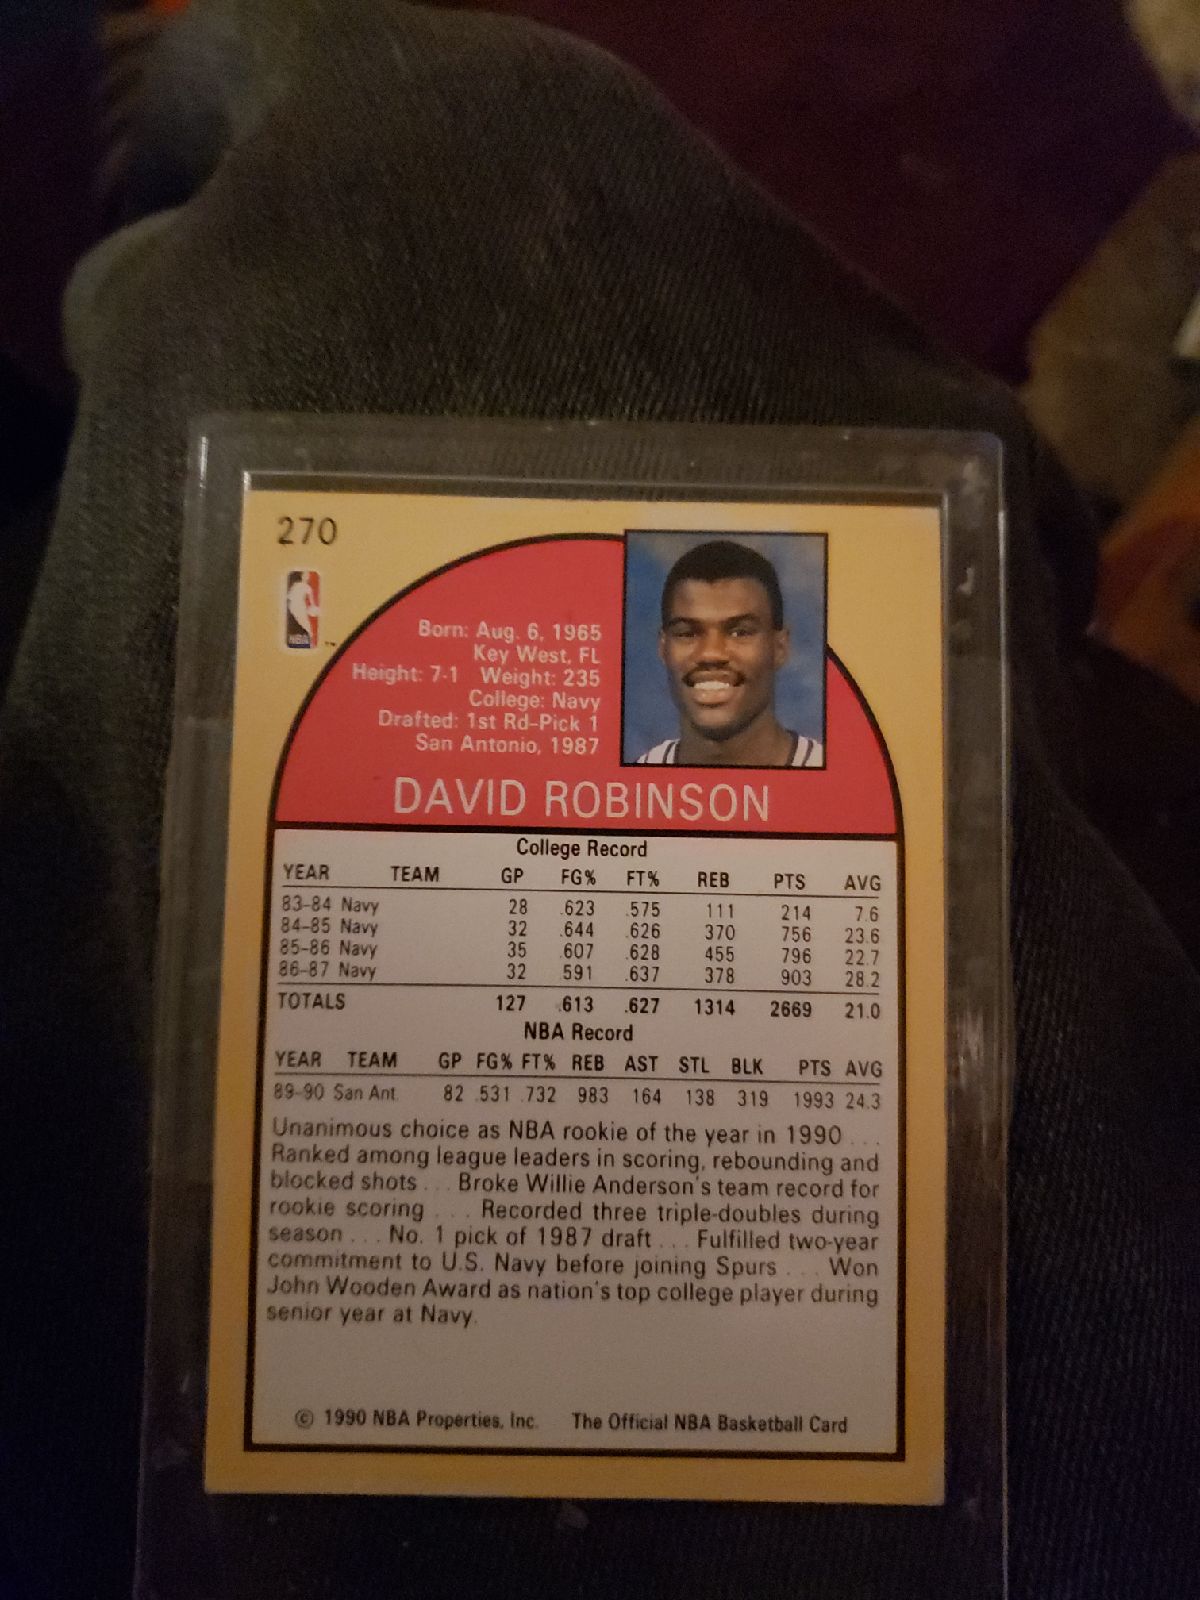 270
NBA
TM
Born: Aug. 6, 1965
Key West, FL
Height: 7-1 Weight: 235
College: Navy
Drafted: 1st Rd-Pick 1
San Antonio, 1987
DAVID ROBINSON
College Record
YEAR TEAM GP FG% FT% REB PTS AVG
83-84 Navy 28 .623 .575 111 214 7.6
84-85 Navy 32 .644 .626 370 756 23.6
85-86 Navy 35 .607 .628 455 796 22.7
86-87 Navy 32 .591 .637 378 903 28.2
TOTALS 127 .613 .627 1314 2669 21.0
NBA Record
YEAR TEAM GP FG% FT% REB AST STL BLK PTS AVG
89-90 San Ant. 82 .531 .732 983 164 138 319 1993 24.3
Unanimous choice as NBA rookie of the year in 1990 . . .
Ranked among league leaders in scoring, rebounding and
blocked shots . . . Broke Willie Anderson's team record for
rookie scoring . . . Recorded three triple-doubles during
season . . . No. 1 pick of 1987 draft . . . Fulfilled two-year
commitment to U.S. Navy before joining Spurs . . . Won
John Wooden Award as nation's top college player during
senior year at Navy.
© 1990 NBA Properties, Inc. The Official NBA Basketball Card